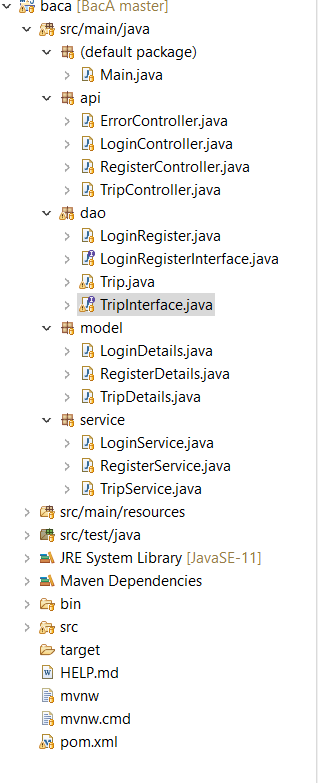 baca [BacA master]
src/main/java
(default package)
Main.java
api
ErrorController.java
LoginController.java
RegisterController.java
TripController.java
dao
LoginRegister.java
LoginRegisterInterface.java
Trip.java
TripInterface.java
model
LoginDetails.java
RegisterDetails.java
TripDetails.java
service
LoginService.java
RegisterService.java
TripService.java
src/main/resources
src/test/java
JRE System Library [JavaSE-11]
Maven Dependencies
bin
src
target
HELP.md
mvnw
mvnw.cmd
pom.xml